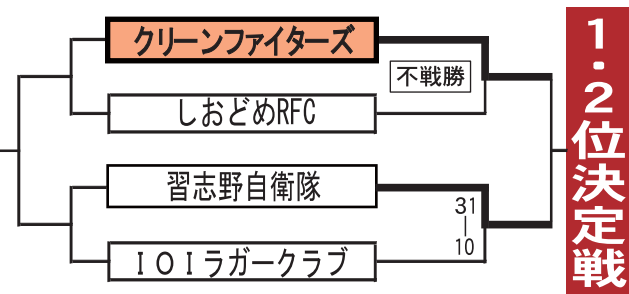 クリーンファイターズ
不戦勝
しおどめRFC
習志野自衛隊
31
|
10
IOIラガークラブ
1・2位決定戦